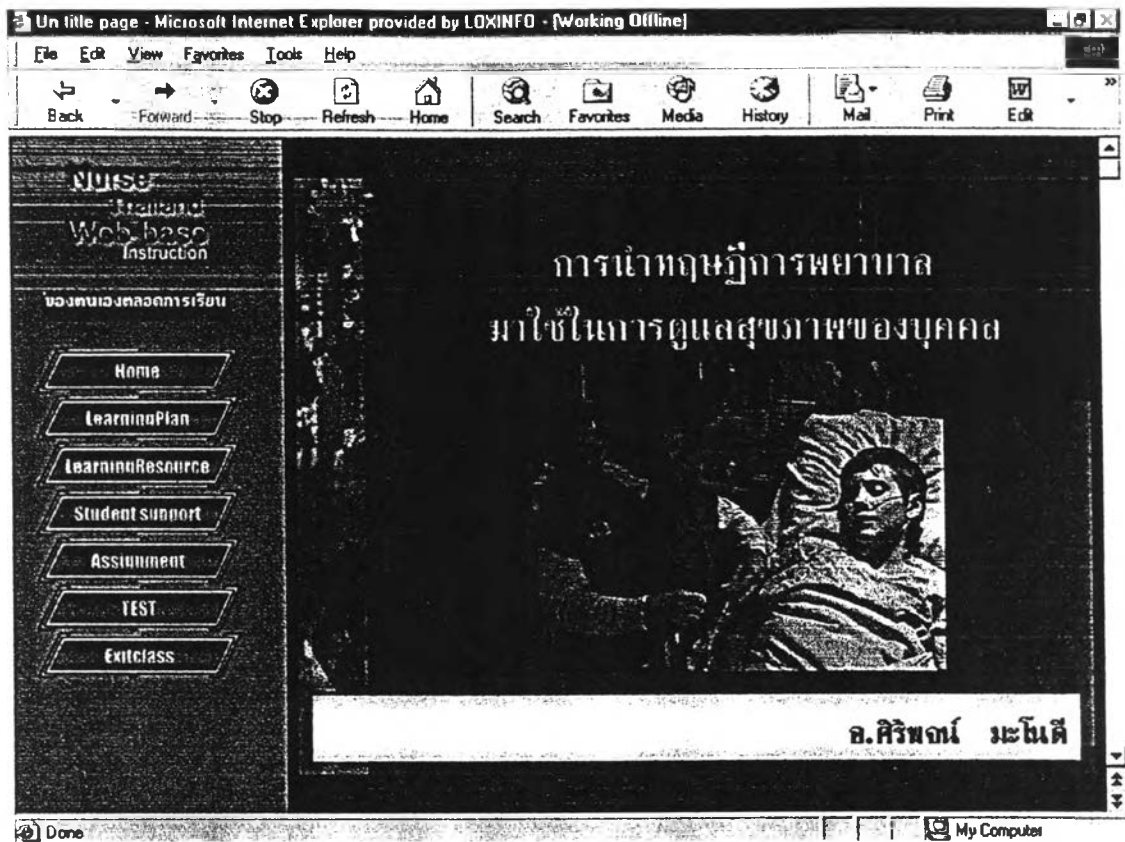 Un title page - Microsoft Internet Explorer provided by LOXINFO - [Working Offline]
File Edit View Favorites Tools Help
Back Forward Stop Refresh Home Search Favorites Media History Mail Print Edit
Nurse
Thailand
Web-base
Instruction
ของตนเองตลอดการเรียน
Home
LearningPlan
LearningResource
Student support
Assignment
TEST
Exitclass
การนำทฤษฎีการพยาบาล
มาใช้ในการดูแลสุขภาพของบุคคล
อ.ศิริพจน์ มะโนดี
Done
My Computer